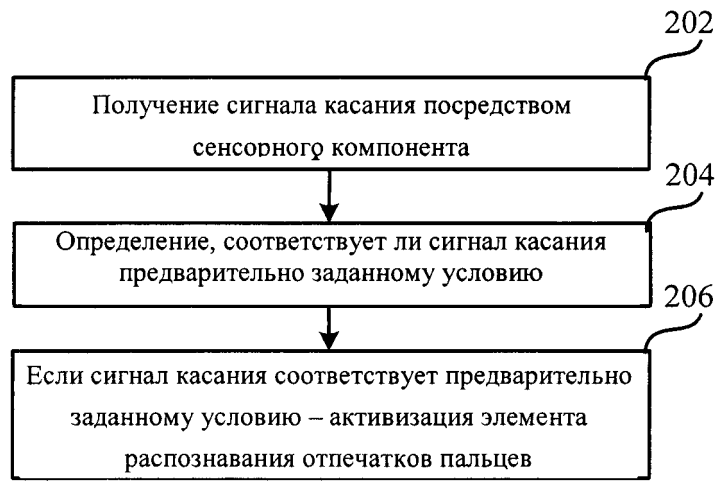 202
Получение сигнала касания посредством
сенсорного компонента
204
Определение, соответствует ли сигнал касания
предварительно заданному условию
206
Если сигнал касания соответствует предварительно
заданному условию – активизация элемента
распознавания отпечатков пальцев